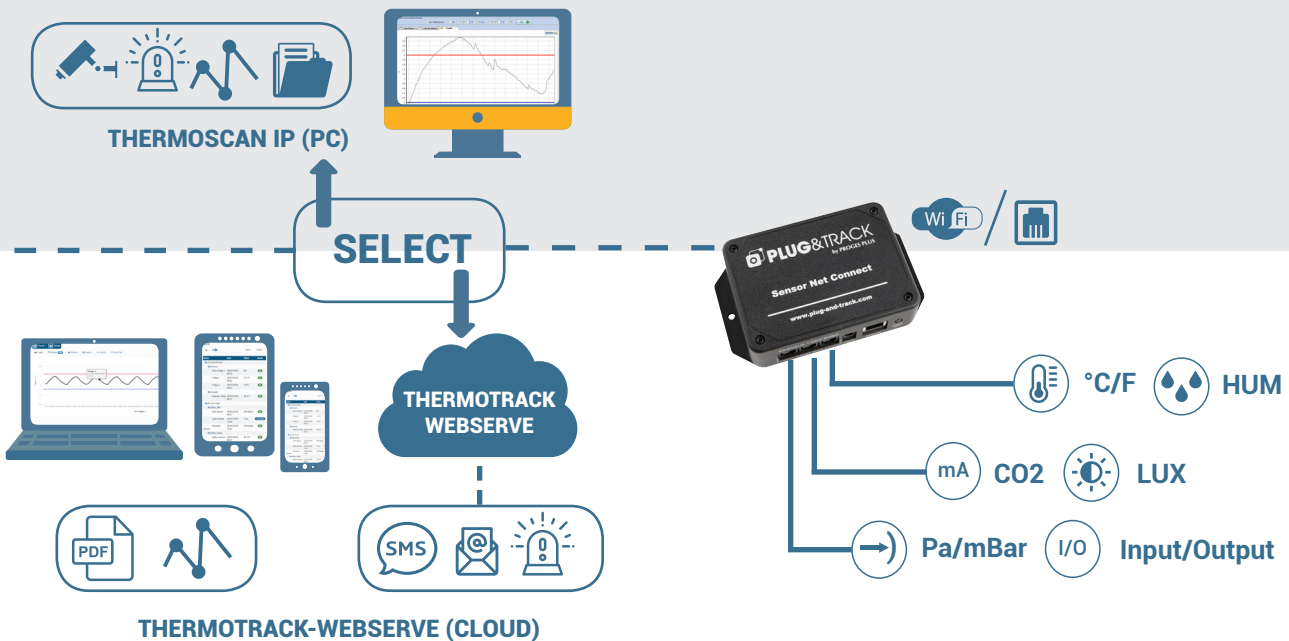 THERMOSCAN IP (PC)
SELECT
Wi Fi
PLUG&TRACK
by PROGES PLUS
Sensor Net Connect
www.plug-and-track.com
THERMOTRACK
WEBSERVE
°C/F
HUM
mA
CO2
LUX
Pa/mBar
I/O
Input/Output
PDF
SMS
@
THERMOTRACK-WEBSERVE (CLOUD)